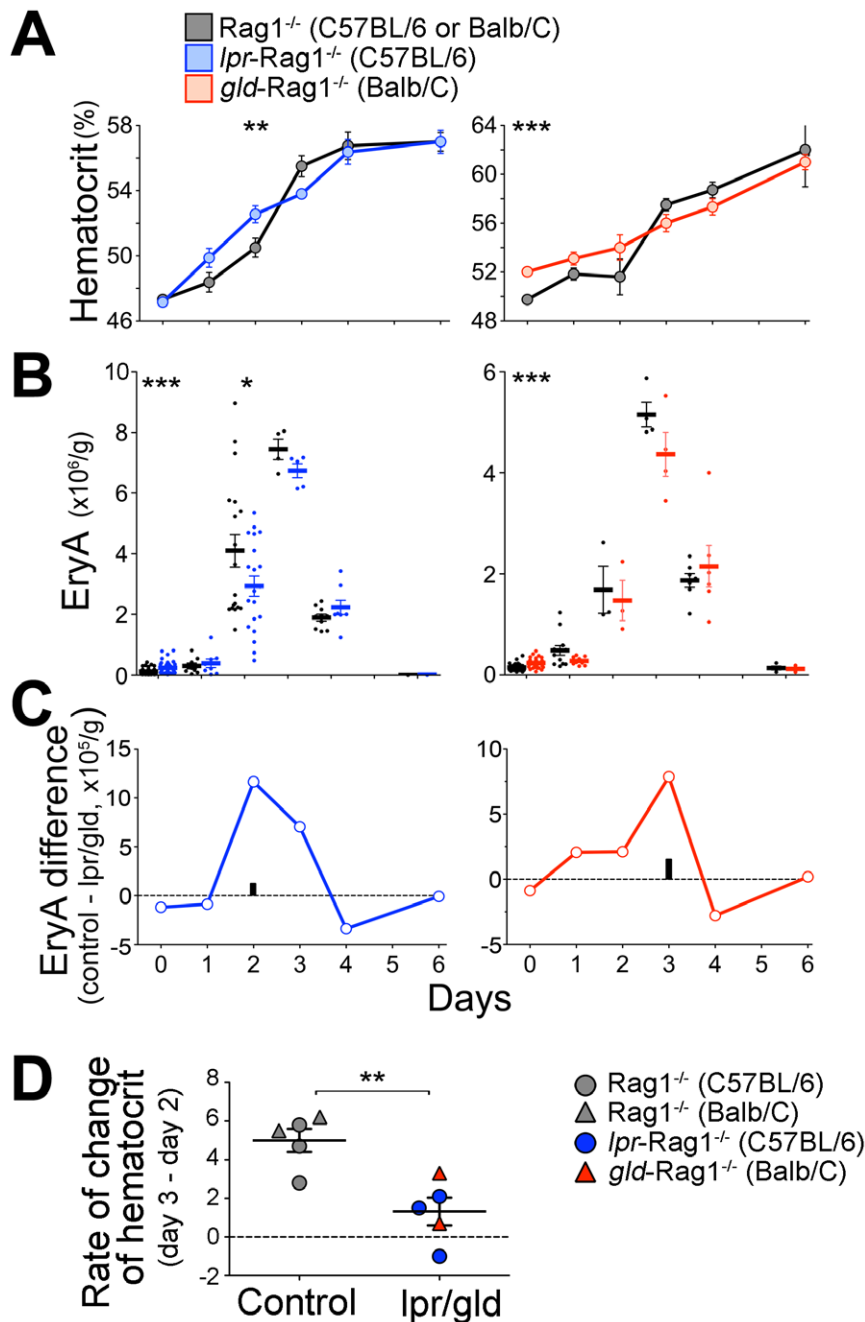 A
Rag1-/- (C57BL/6 or Balb/C)
lpr-Rag1-/- (C57BL/6)
gld-Rag1-/- (Balb/C)
Hematocrit (%)
58
54
50
46
**
64
60
56
52
48
***
B
EryA (x10⁶/g)
10
8
6
4
2
0
***
*
6
4
2
0
***
C
EryA difference
(control - lpr/gld, x10⁵/g)
15
10
5
0
-5
0 1 2 3 4 6
10
5
0
-5
0 1 2 3 4 6
Days
D
Rate of change
of hematocrit
(day 3 - day 2)
8
6
4
2
0
-2
**
Control
lpr/gld
Rag1-/- (C57BL/6)
Rag1-/- (Balb/C)
lpr-Rag1-/- (C57BL/6)
gld-Rag1-/- (Balb/C)